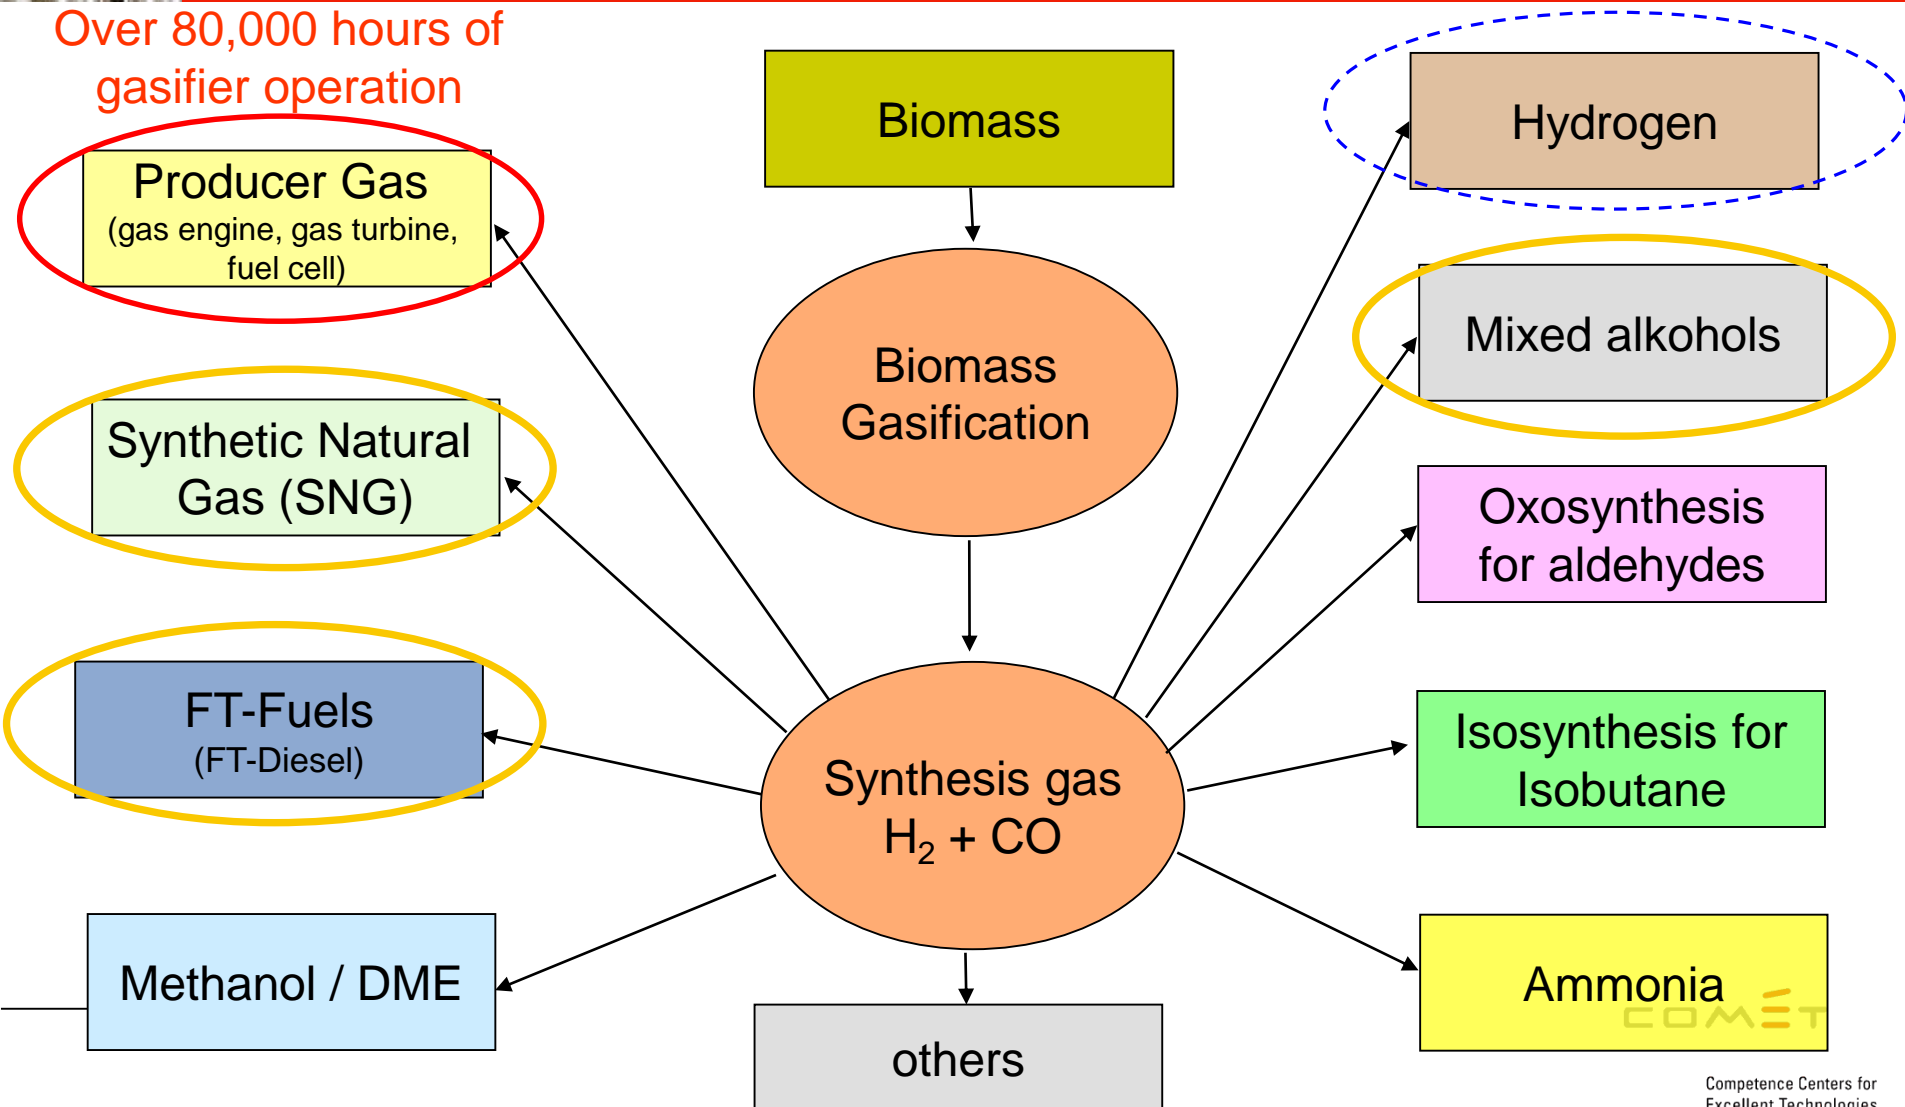 Over 80,000 hours of
gasifier operation
Producer Gas
(gas engine, gas turbine,
fuel cell)
Synthetic Natural
Gas (SNG)
FT-Fuels
(FT-Diesel)
Methanol / DME
Biomass
Biomass
Gasification
Synthesis gas
H₂ + CO
others
Hydrogen
Mixed alkohols
Oxosynthesis
for aldehydes
Isosynthesis for
Isobutane
Ammonia
COMÉT
Competence Centers for
Excellent Technologies